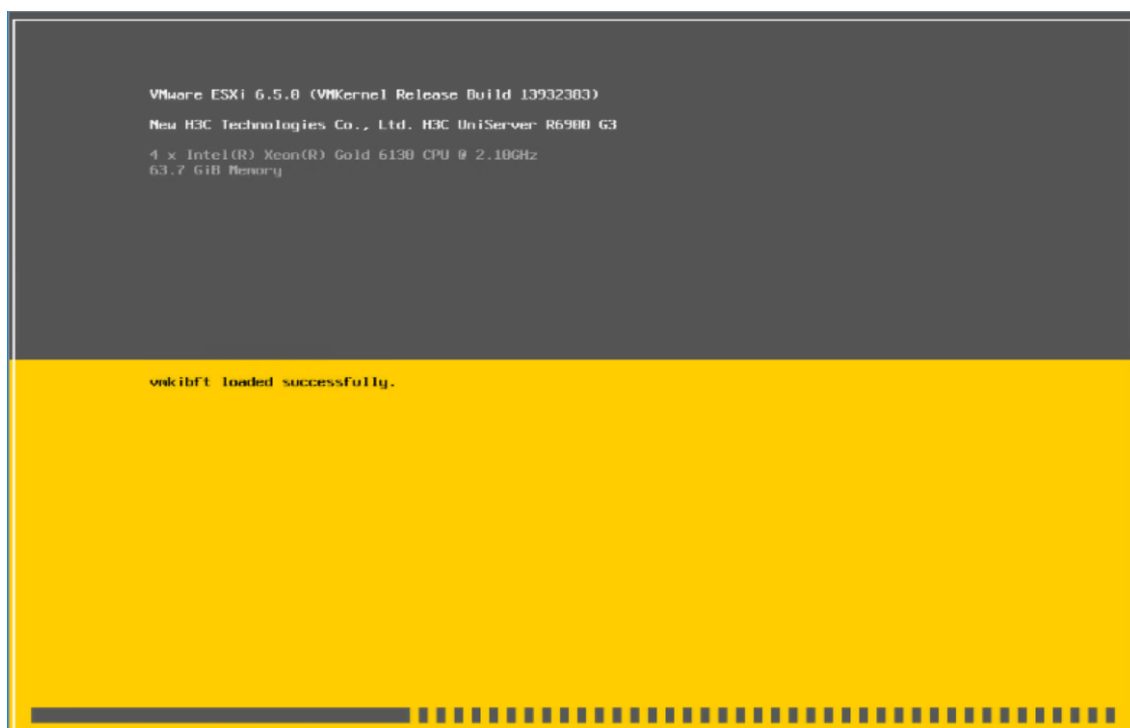 VMware ESXi 6.5.0 (VMKernel Release Build 13932383)
New H3C Technologies Co., Ltd. H3C UniServer R6900 G3
4 x Intel(R) Xeon(R) Gold 6130 CPU @ 2.10GHz
63.7 GiB Memory
vmkibft loaded successfully.